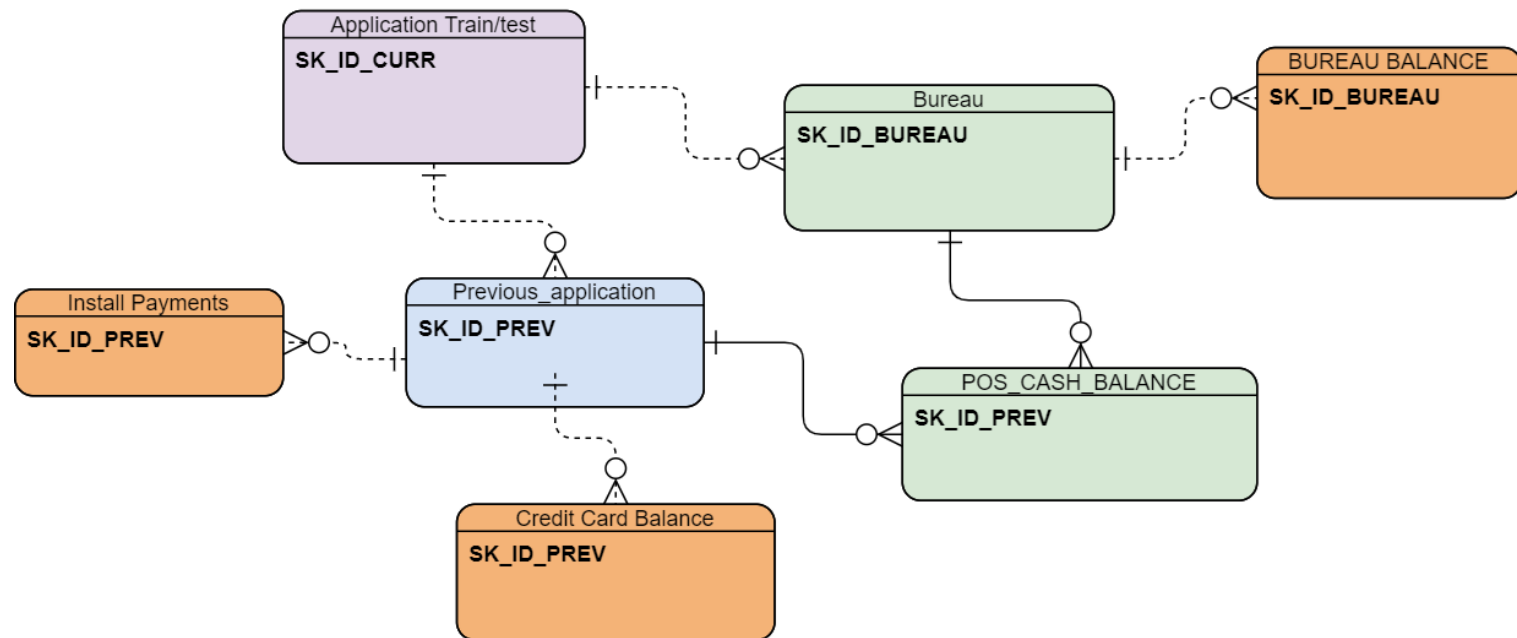 Application Train/test
SK_ID_CURR
BUREAU BALANCE
SK_ID_BUREAU
Bureau
SK_ID_BUREAU
Install Payments
SK_ID_PREV
Previous_application
SK_ID_PREV
POS_CASH_BALANCE
SK_ID_PREV
Credit Card Balance
SK_ID_PREV